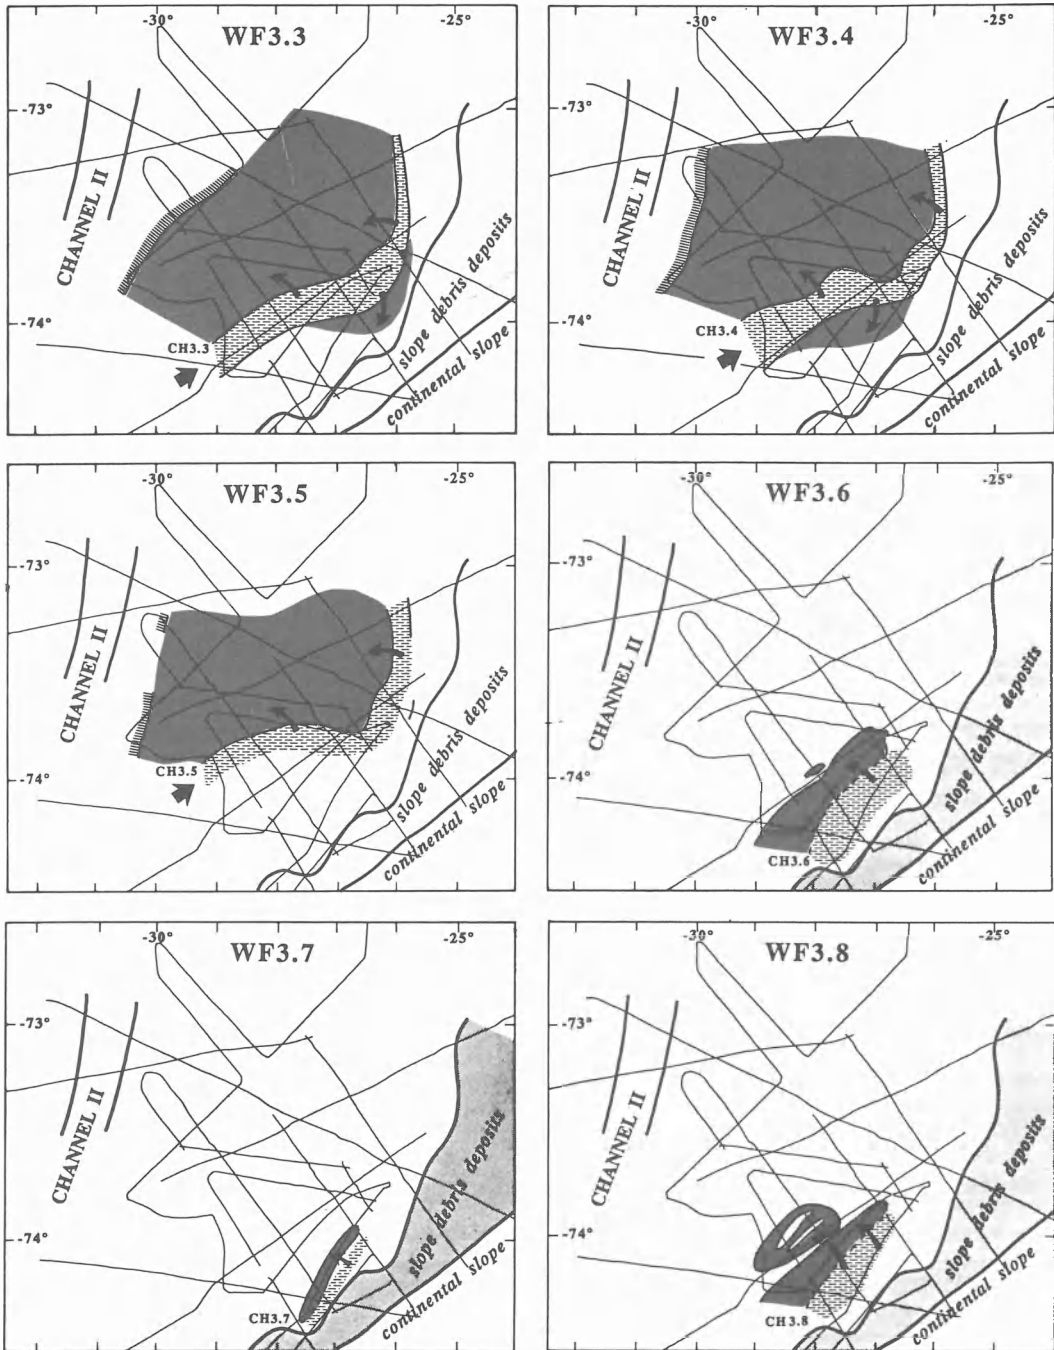 -30°
-25°
WF3.3
-73°
CHANNEL II
-74°
CH3.3
slope debris deposits
continental slope
-30°
-25°
WF3.4
-73°
CHANNEL II
-74°
CH3.4
slope debris deposits
continental slope
-30°
-25°
WF3.5
-73°
CHANNEL II
-74°
CH3.5
slope debris deposits
continental slope
-30°
-25°
WF3.6
-73°
CHANNEL II
-74°
CH3.6
slope debris deposits
continental slope
-30°
-25°
WF3.7
-73°
CHANNEL II
-74°
CH3.7
slope debris deposits
continental slope
-30°
-25°
WF3.8
-73°
CHANNEL II
-74°
CH3.8
slope debris deposits
continental slope